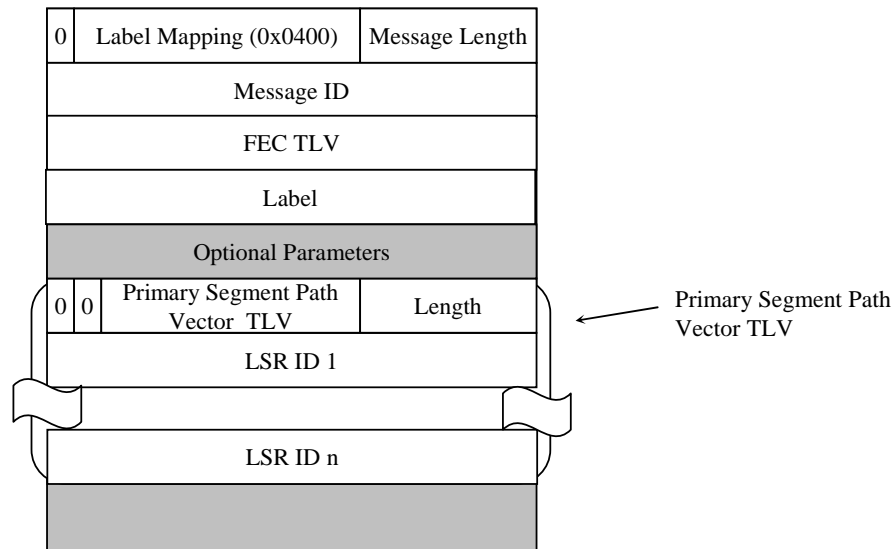 0 Label Mapping (0x0400) Message Length
Message ID
FEC TLV
Label
Optional Parameters
0 0 Primary Segment Path Vector TLV Length
LSR ID 1
LSR ID n
Primary Segment Path
Vector TLV